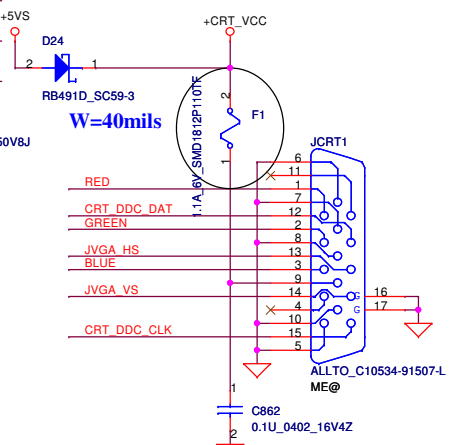 +5VS
+CRT_VCC
D24
2
1
RB491D_SC59-3
W=40mils
50V8J
2
F1
1.1A_6V_SMD1812P110TF
1
JCRT1
6
11
RED
1
7
CRT_DDC_DAT
12
GREEN
2
8
JVGA_HS
13
BLUE
3
9
JVGA_VS
14
G
16
4
G
17
10
CRT_DDC_CLK
15
5
ALLTO_C10534-91507-L
ME@
1
C862
0.1U_0402_16V4Z
2